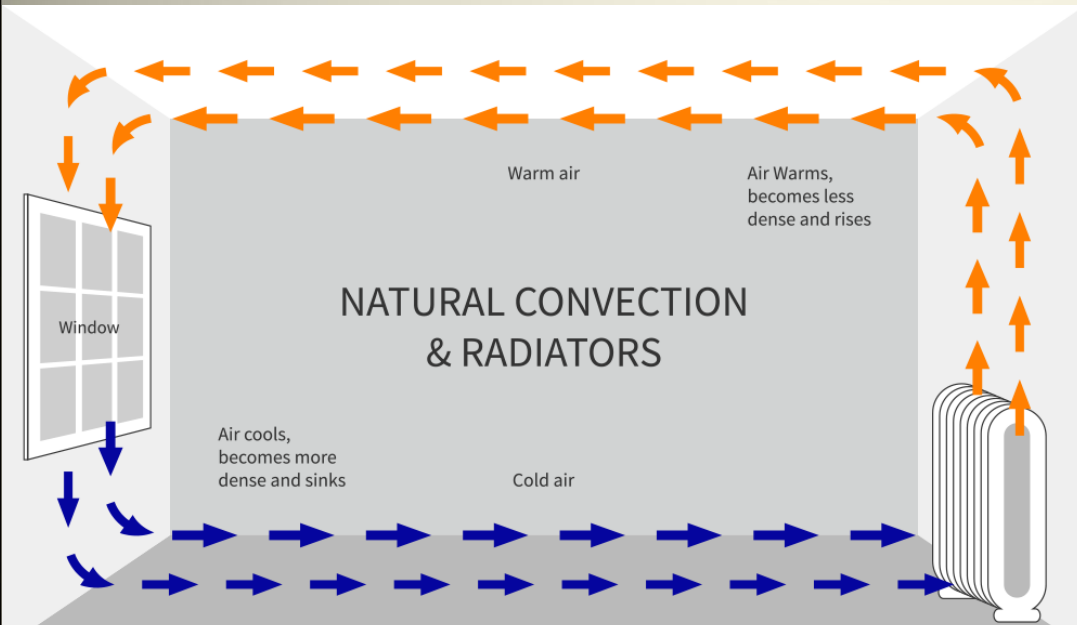 Warm air
Air Warms,
becomes less
dense and rises
NATURAL CONVECTION
& RADIATORS
Window
Air cools,
becomes more
dense and sinks
Cold air